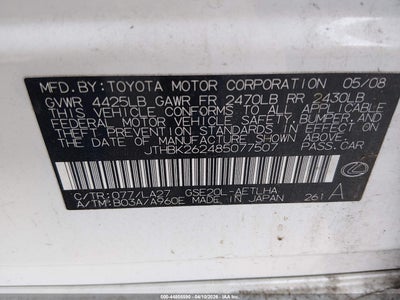 MFD.BY:TOYOTA MOTOR CORPORATION 05/08
GVWR 4425LB GAWR FR 2470LB RR 2430LB
THIS VEHICLE CONFORMS TO ALL APPLICABLE
FEDERAL MOTOR VEHICLE SAFETY, BUMPER,
AND THEFT PREVENTION STANDARDS IN EFFECT ON
THE DATE OF MANUFACTURE SHOWN ABOVE.
JTHBK262485077507 PASS.CAR
C/TR:077/LA27 GSE20L-AETLHA
A/TM:B03A/A960E MADE IN JAPAN 261 A